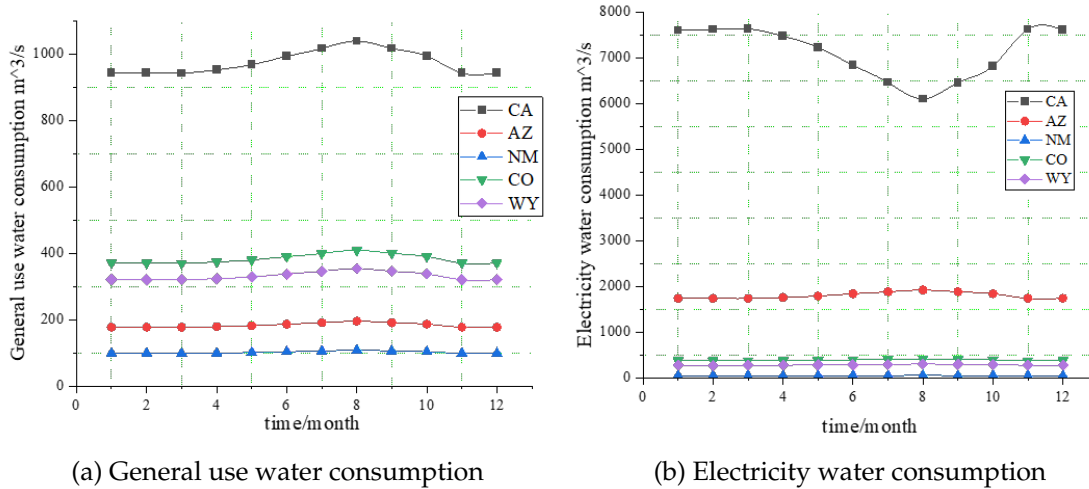 General use water consumption m^3/s
1000
800
600
400
200
0
0 2 4 6 8 10 12
time/month
CA
AZ
NM
CO
WY
(a) General use water consumption
Electricity water consumption m^3/s
8000
7000
6000
5000
4000
3000
2000
1000
0
0 2 4 6 8 10 12
time/month
CA
AZ
NM
CO
WY
(b) Electricity water consumption